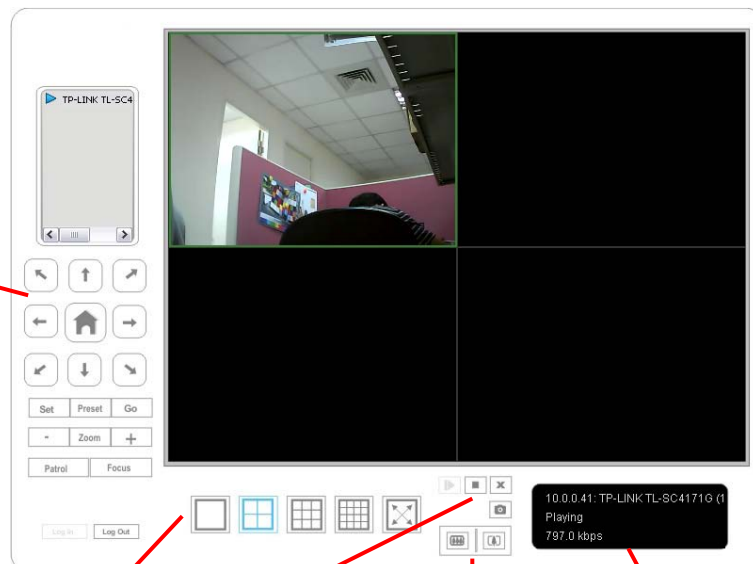 TP-LINK TL-SC4
Set Preset Go
- Zoom +
Patrol Focus
Log In Log Out
10.0.0.41: TP-LINK TL-SC4171G (1
Playing
797.0 kbps